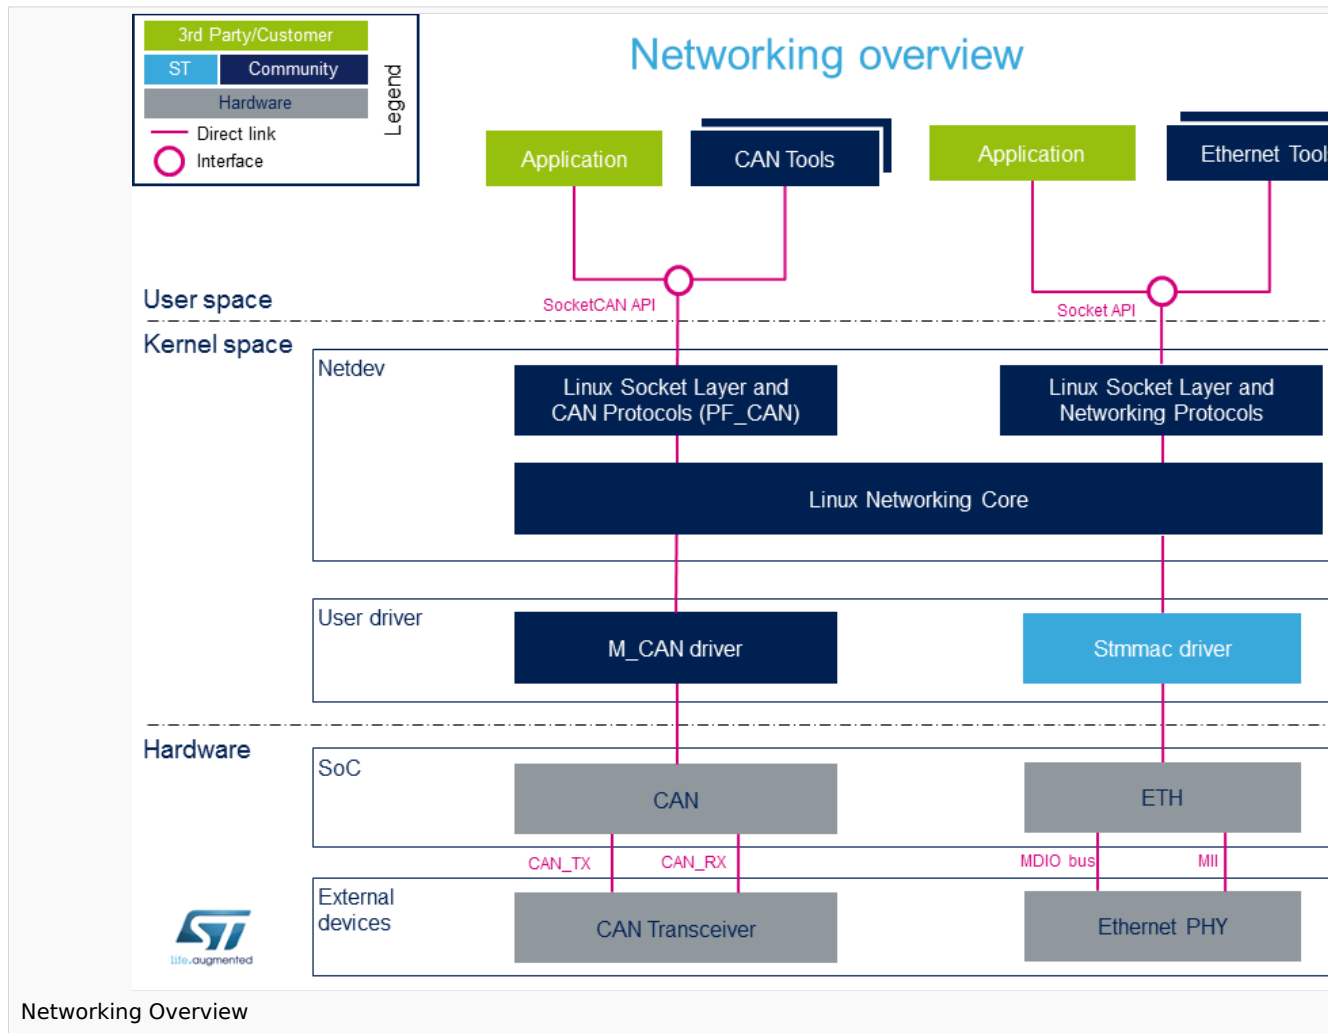 3rd Party/Customer
ST
Community
Hardware
Direct link
Interface
Legend
Networking overview
Application
CAN Tools
Application
Ethernet Tools
SocketCAN API
Socket API
User space
Kernel space
Netdev
Linux Socket Layer and
CAN Protocols (PF_CAN)
Linux Socket Layer and
Networking Protocols
Linux Networking Core
User driver
M_CAN driver
Stmmac driver
Hardware
SoC
CAN
ETH
CAN_TX
CAN_RX
MDIO bus
MII
External
devices
CAN Transceiver
Ethernet PHY
ST
life.augmented
Networking Overview